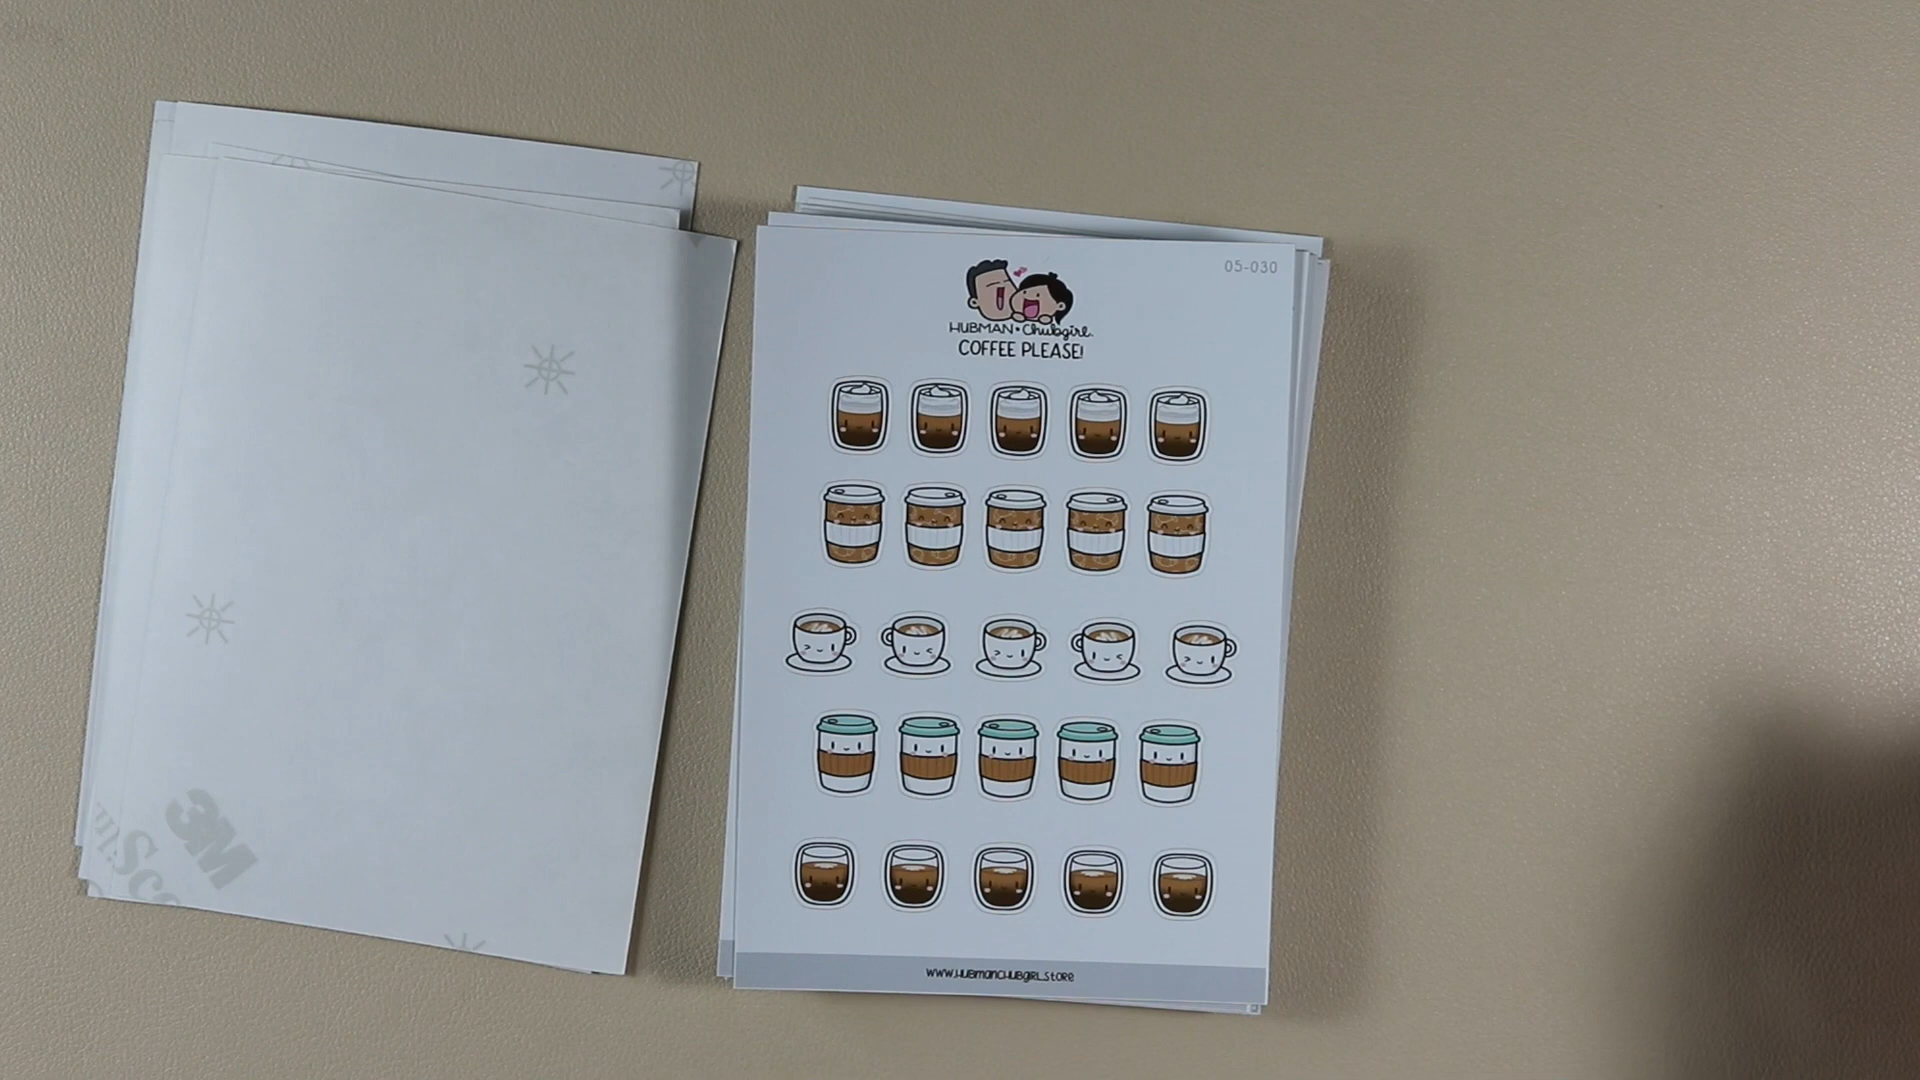 05-030
HUBMAN • Chubgirl.
COFFEE PLEASE!
www.HUBmanCHUBgiRL.store
3M